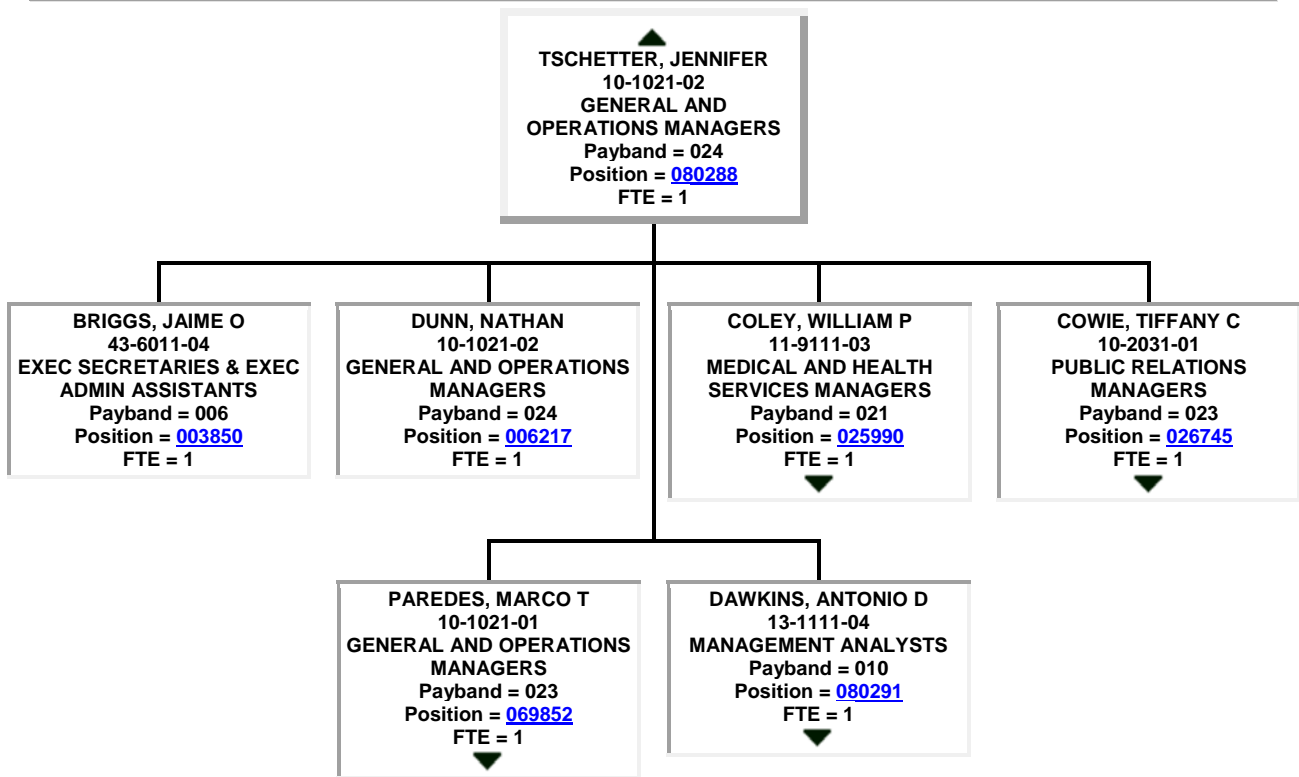 TSCHETTER, JENNIFER
10-1021-02
GENERAL AND
OPERATIONS MANAGERS
Payband = 024
Position = 080288
FTE = 1
BRIGGS, JAIME O
43-6011-04
EXEC SECRETARIES & EXEC
ADMIN ASSISTANTS
Payband = 006
Position = 003850
FTE = 1
DUNN, NATHAN
10-1021-02
GENERAL AND OPERATIONS
MANAGERS
Payband = 024
Position = 006217
FTE = 1
COLEY, WILLIAM P
11-9111-03
MEDICAL AND HEALTH
SERVICES MANAGERS
Payband = 021
Position = 025990
FTE = 1
COWIE, TIFFANY C
10-2031-01
PUBLIC RELATIONS
MANAGERS
Payband = 023
Position = 026745
FTE = 1
PAREDES, MARCO T
10-1021-01
GENERAL AND OPERATIONS
MANAGERS
Payband = 023
Position = 069852
FTE = 1
DAWKINS, ANTONIO D
13-1111-04
MANAGEMENT ANALYSTS
Payband = 010
Position = 080291
FTE = 1